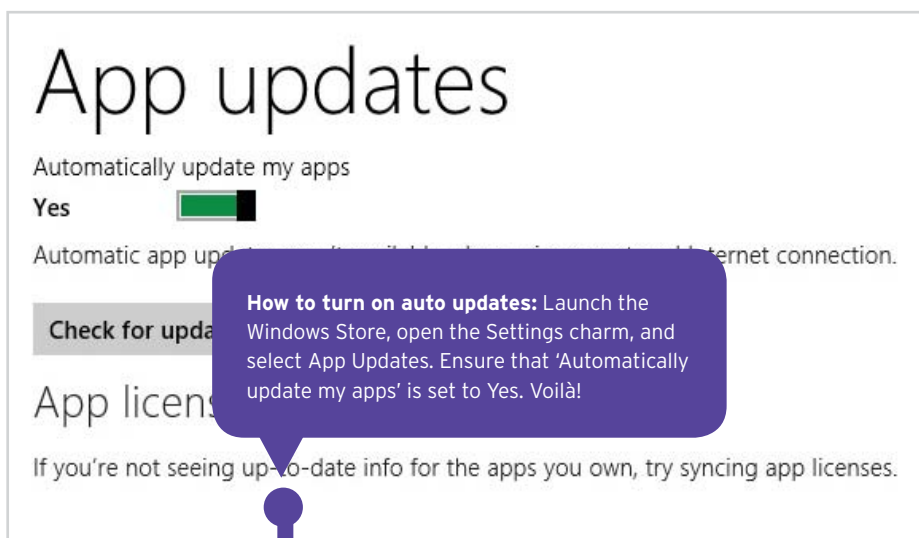 App updates
Automatically update my apps
Yes
Automatic app ernet connection.
Check for
How to turn on auto updates: Launch the
Windows Store, open the Settings charm, and
select App Updates. Ensure that ‘Automatically
update my apps’ is set to Yes. Voilà!
App
If you’re not seeing up-to-date info for the apps you own, try syncing app licenses.